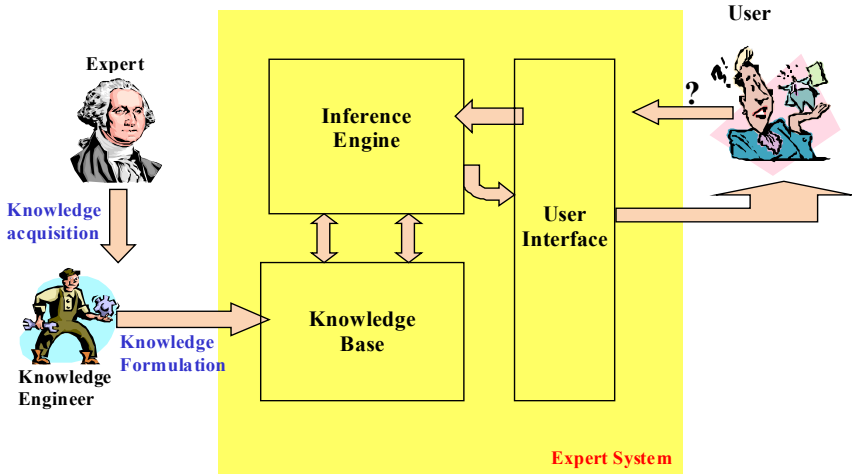 User
Expert
?
Inference
Engine
Knowledge
acquisition
User
Interface
Knowledge
Base
Knowledge
Formulation
Knowledge
Engineer
Expert System